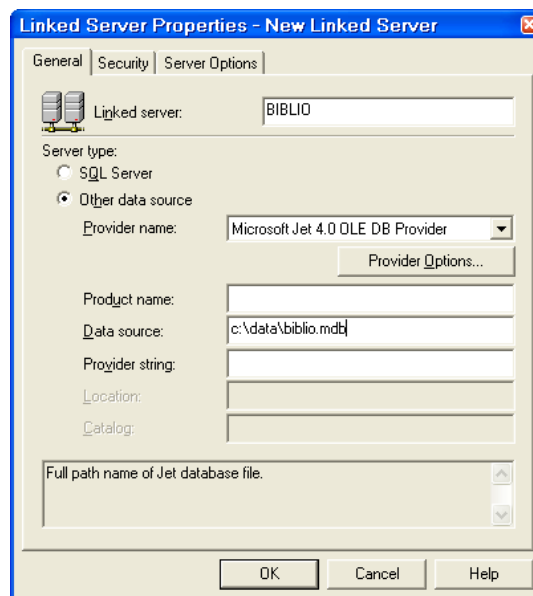 Linked Server Properties - New Linked Server
General Security Server Options
Linked server: BIBLIO
Server type:
SQL Server
Other data source
Provider name: Microsoft Jet 4.0 OLE DB Provider
Provider Options...
Product name:
Data source: c:\data\biblio.mdb
Provider string:
Location:
Catalog:
Full path name of Jet database file.
OK Cancel Help